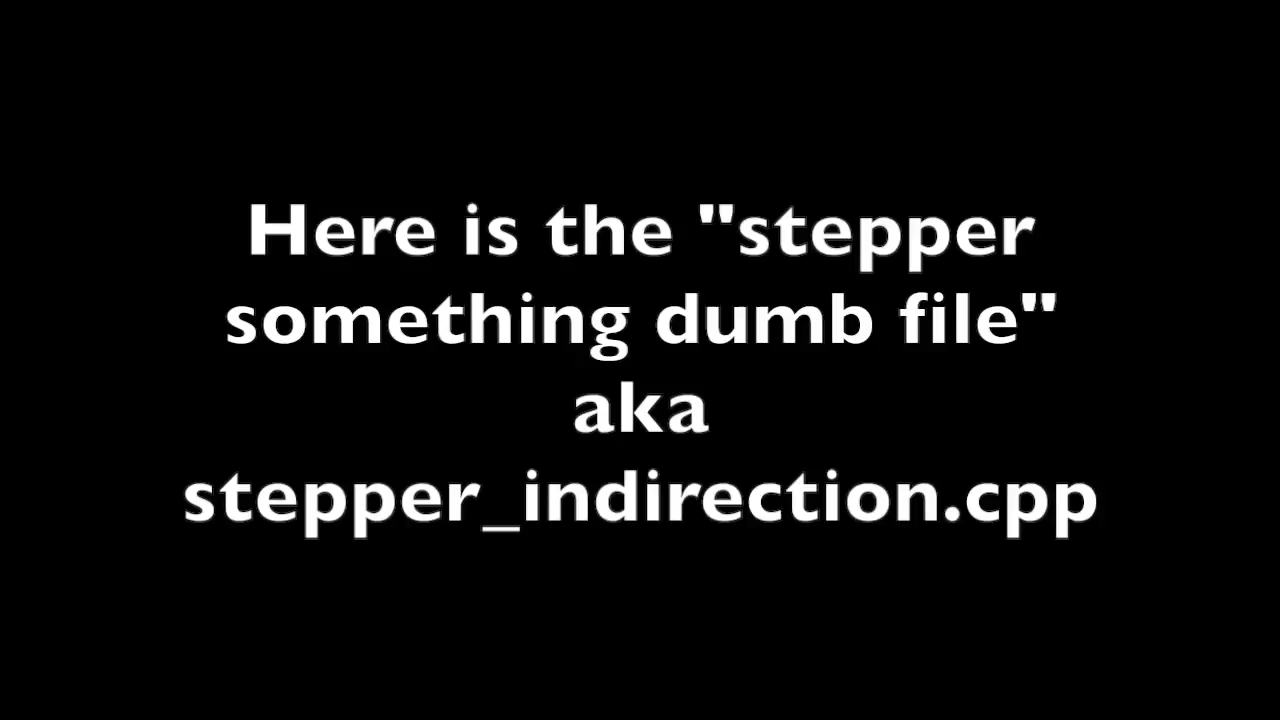 Here is the "stepper
something dumb file"
aka
stepper_indirection.cpp